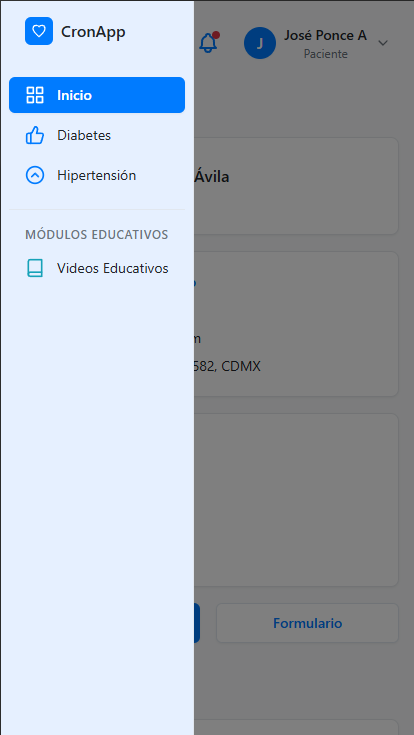 CronApp
J
José Ponce A
Paciente
Inicio
Diabetes
Hipertensión
Ávila
MÓDULOS EDUCATIVOS
Videos Educativos
582, CDMX
Formulario